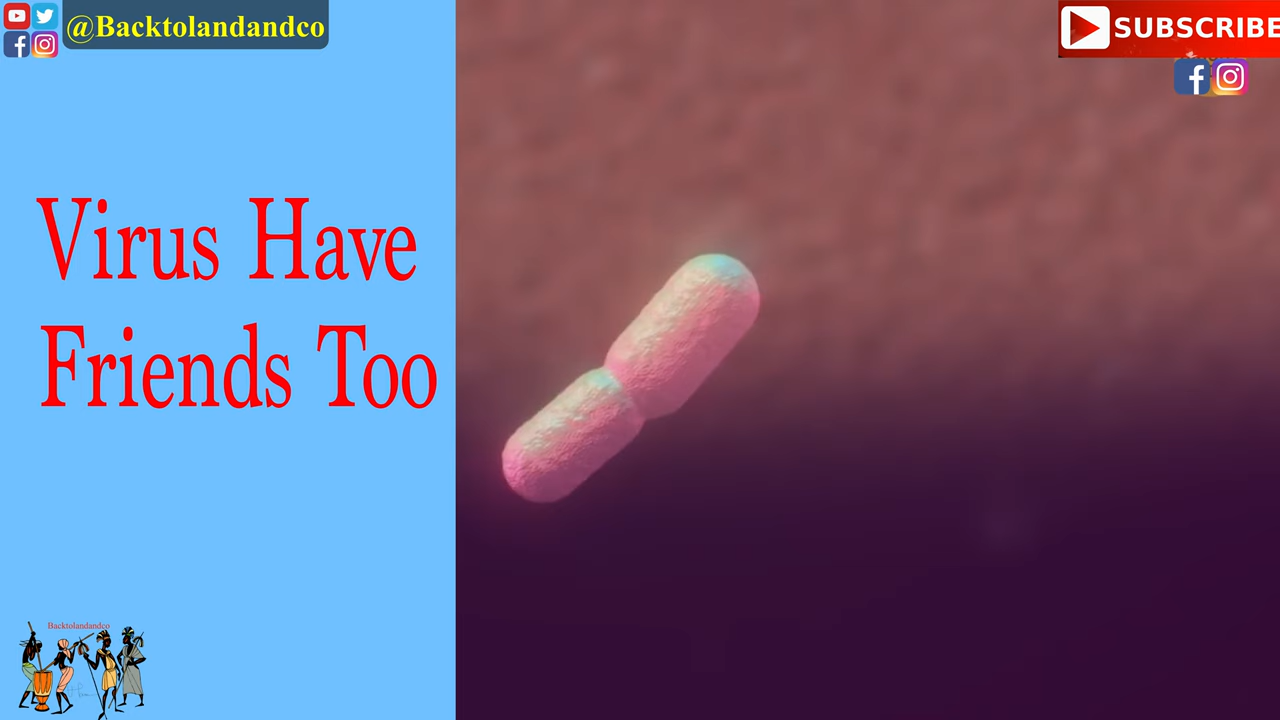 @Backtolandandco
SUBSCRIBE
Virus Have
Friends Too
Backtolandandco